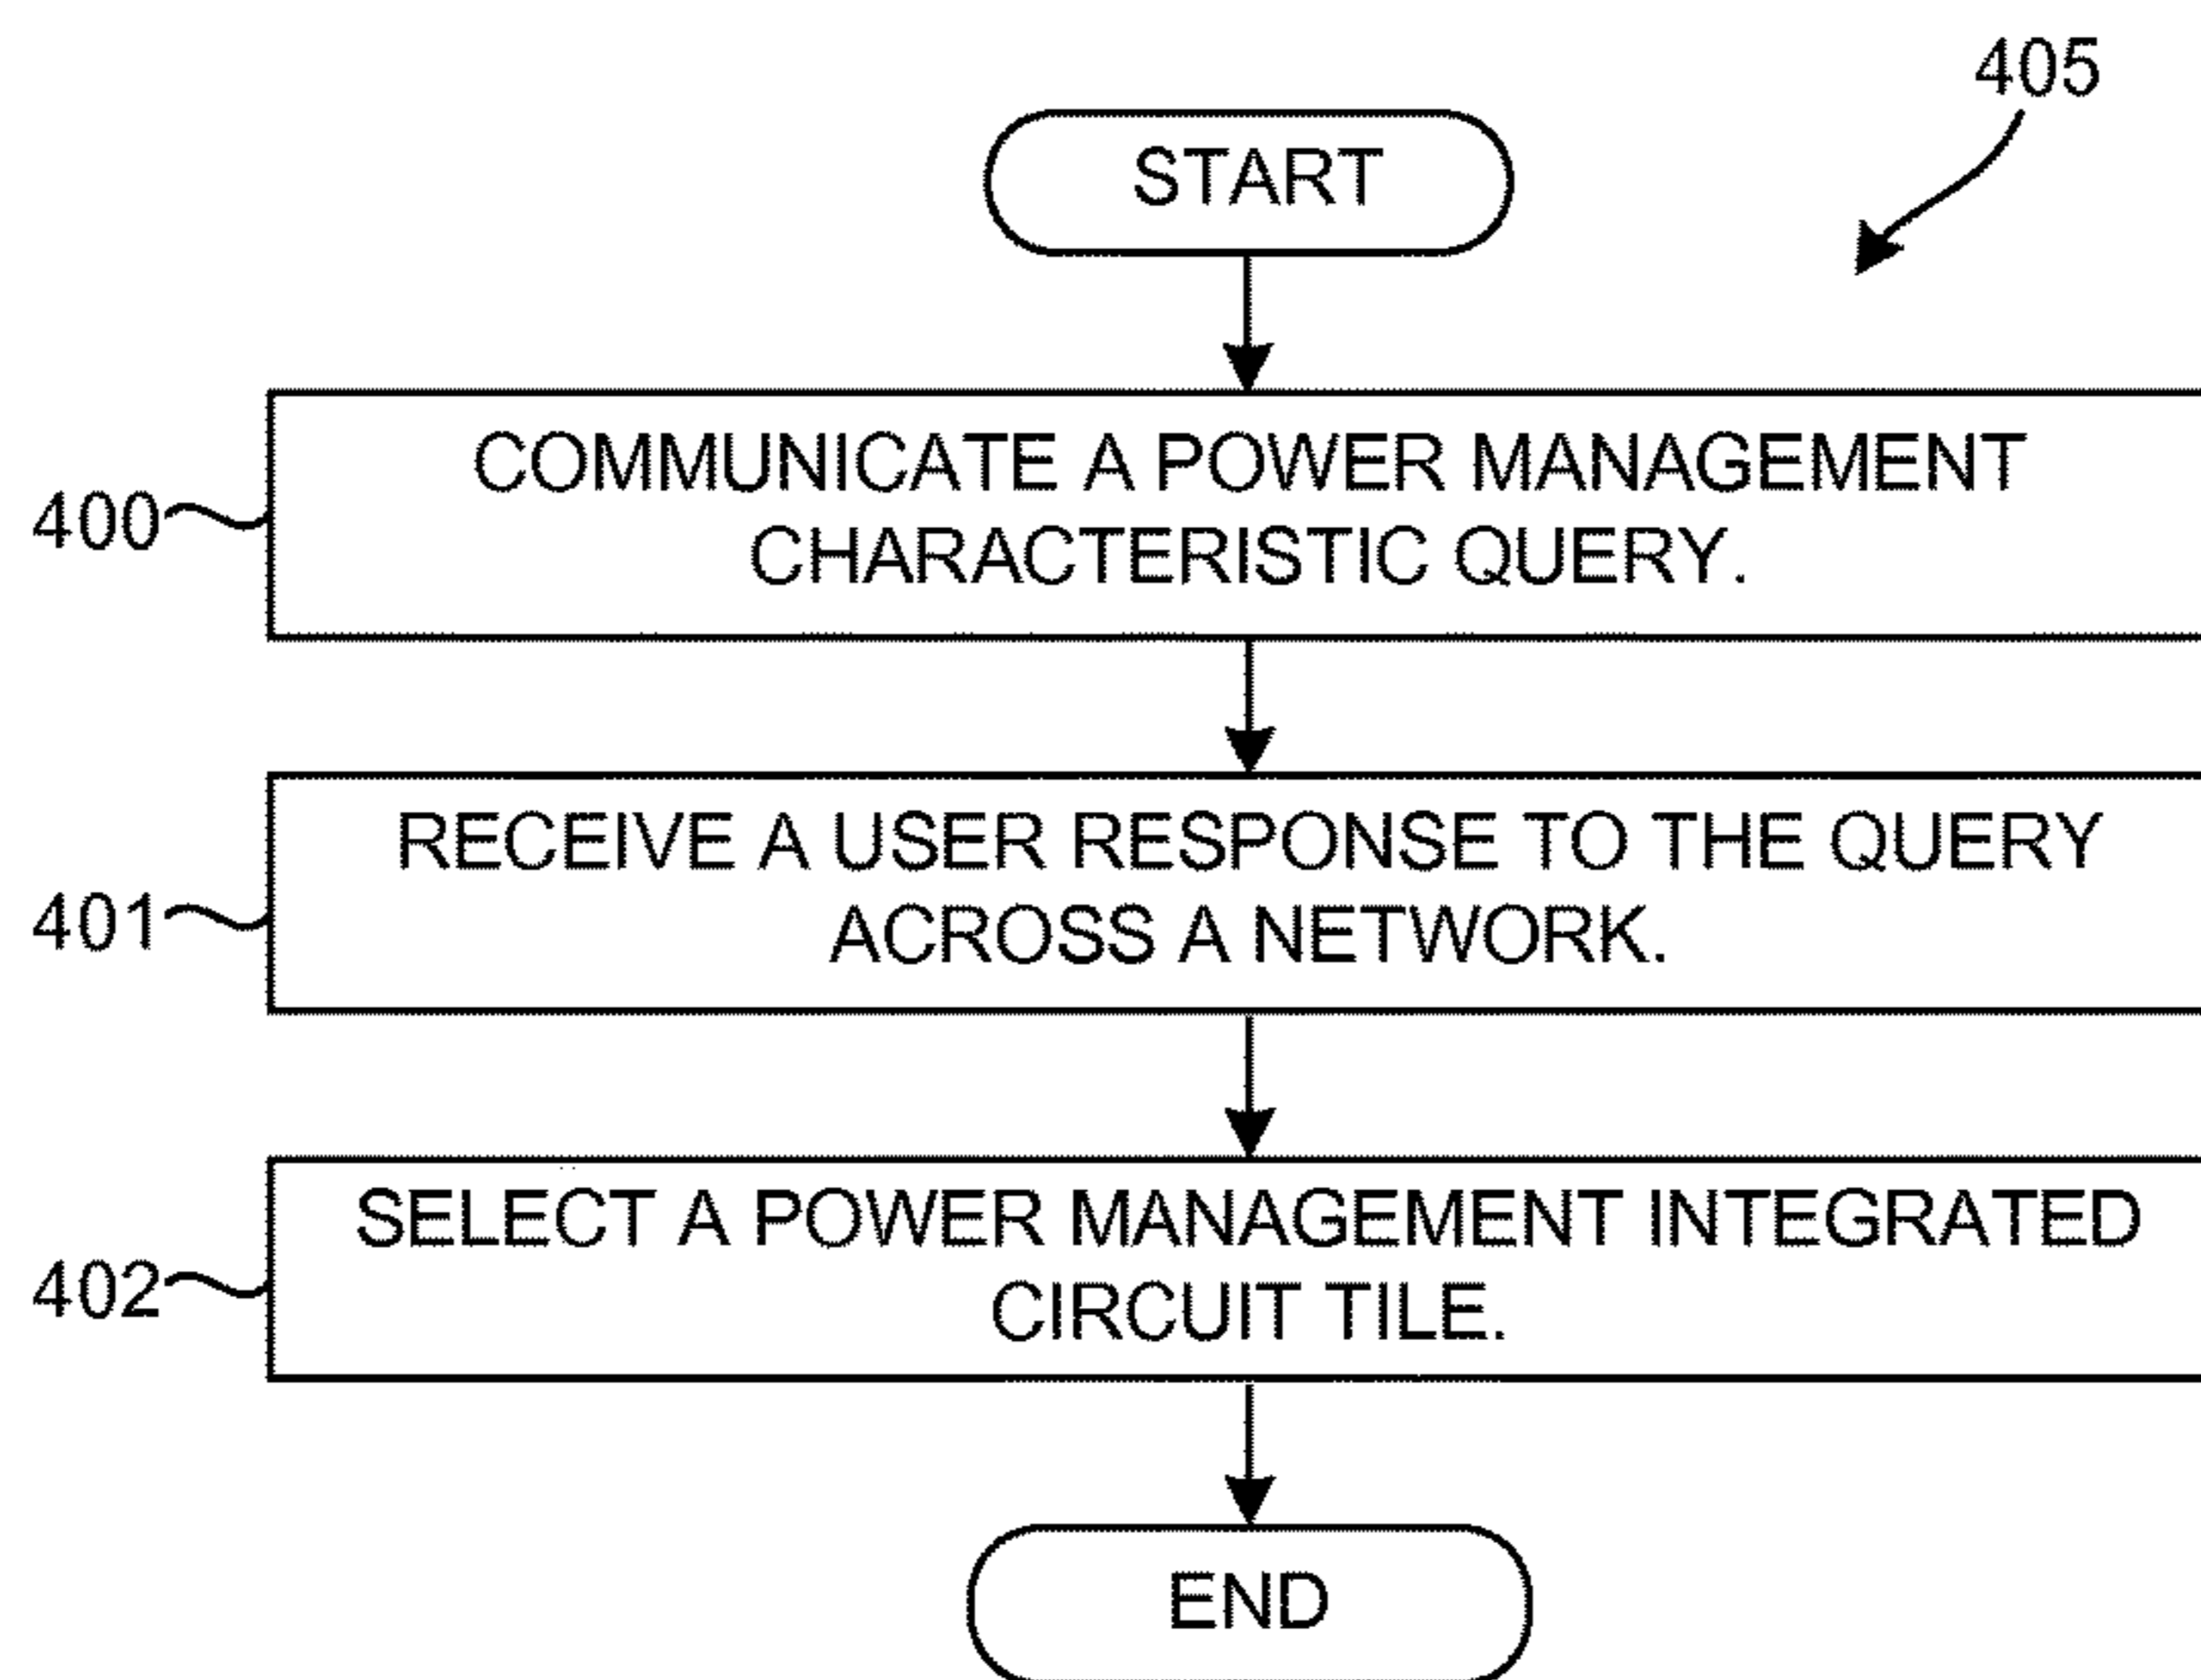 405
START
400
COMMUNICATE A POWER MANAGEMENT
CHARACTERISTIC QUERY.
401
RECEIVE A USER RESPONSE TO THE QUERY
ACROSS A NETWORK.
402
SELECT A POWER MANAGEMENT INTEGRATED
CIRCUIT TILE.
END